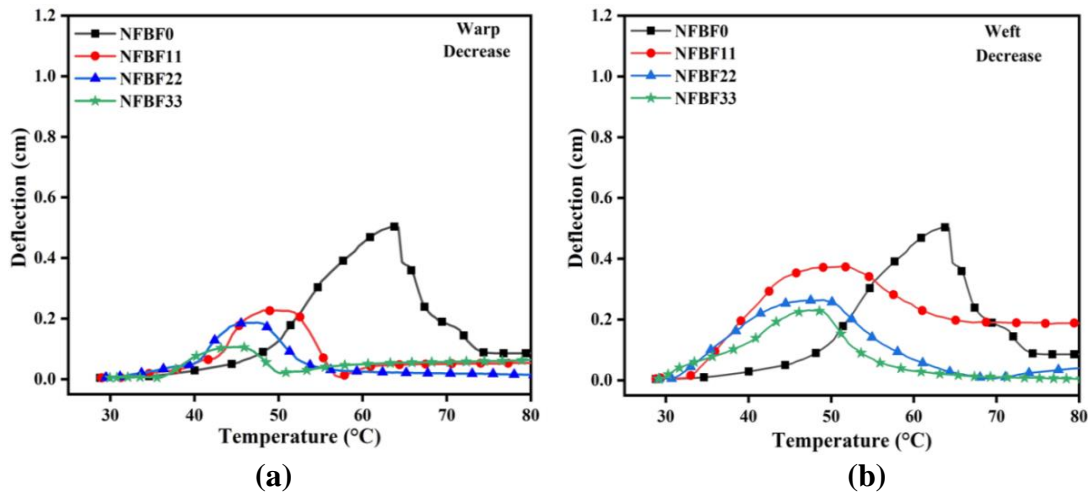 1.2
1.0
0.8
0.6
0.4
0.2
0.0
Deflection (cm)
NFBF0
NFBF11
NFBF22
NFBF33
Warp
Decrease
30 40 50 60 70 80
Temperature (°C)
(a)
1.2
1.0
0.8
0.6
0.4
0.2
0.0
Deflection (cm)
NFBF0
NFBF11
NFBF22
NFBF33
Weft
Decrease
30 40 50 60 70 80
Temperature (°C)
(b)